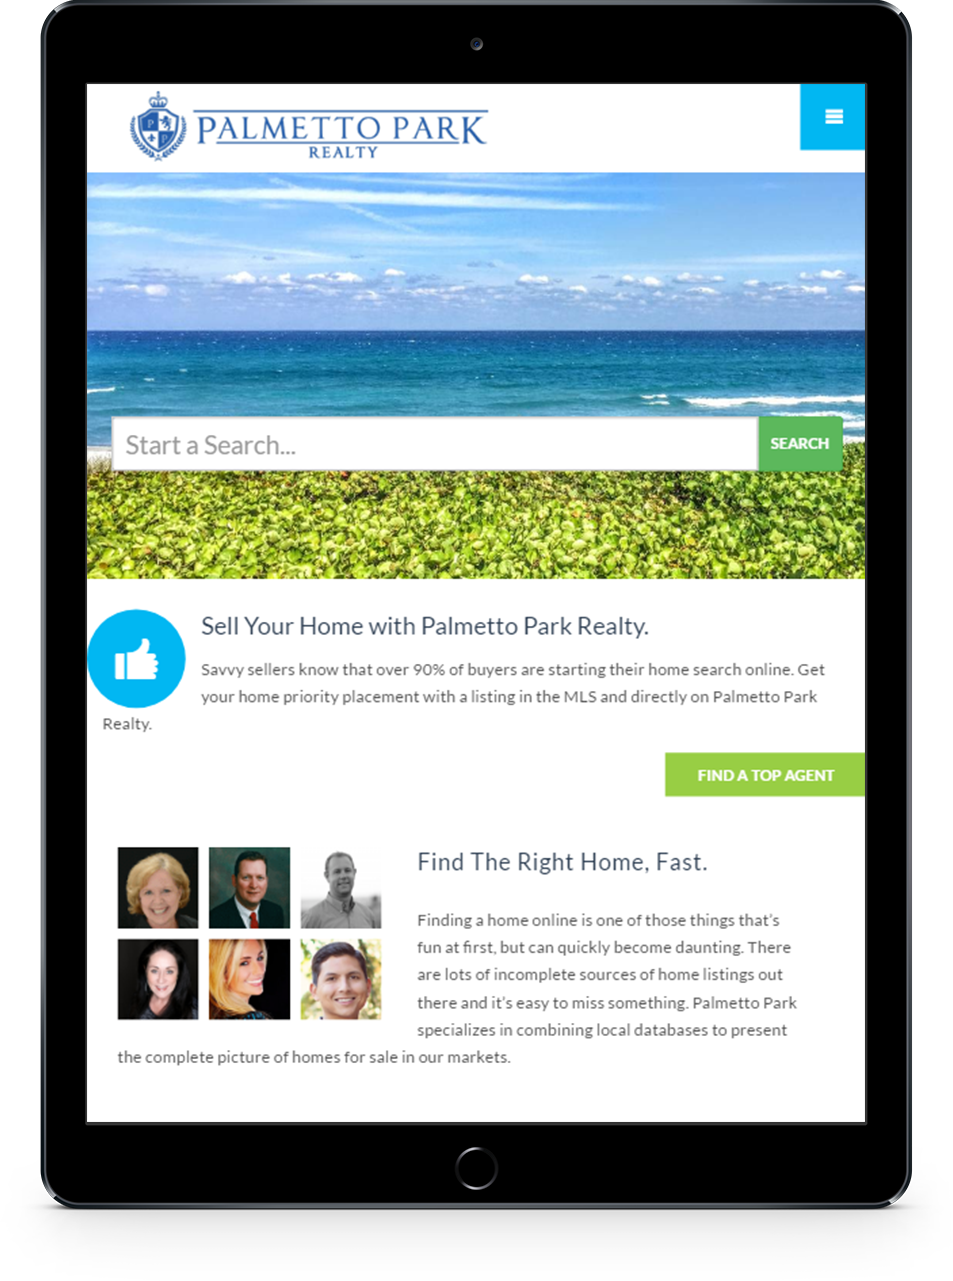 P
P
PALMETTO PARK
REALTY
Start a Search...
SEARCH
Sell Your Home with Palmetto Park Realty.
Savvy sellers know that over 90% of buyers are starting their home search online. Get
your home priority placement with a listing in the MLS and directly on Palmetto Park
Realty.
FIND A TOP AGENT
Find The Right Home, Fast.
Finding a home online is one of those things that's
fun at first, but can quickly become daunting. There
are lots of incomplete sources of home listings out
there and it's easy to miss something. Palmetto Park
specializes in combining local databases to present
the complete picture of homes for sale in our markets.